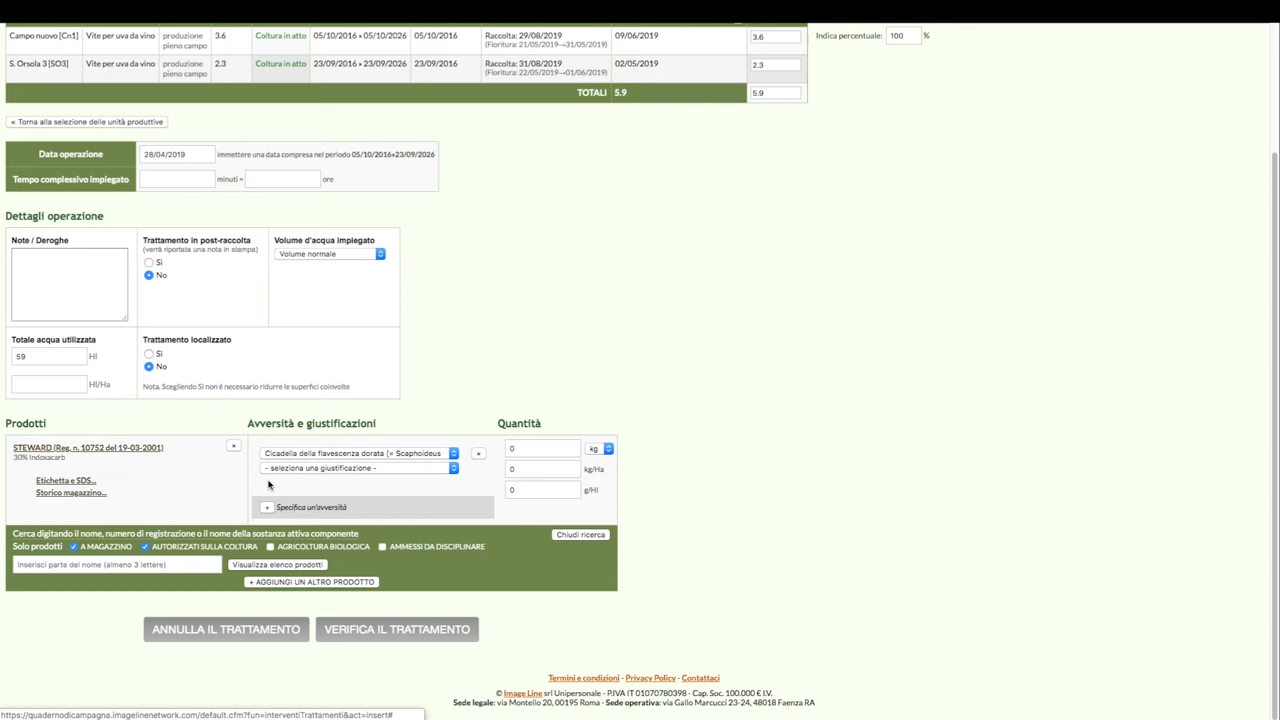 Campo nuovo [Cn1] Vite per uva da vino produzione pieno campo 3.6 Coltura in atto 05/10/2016 » 05/10/2026 05/10/2016 Raccolta: 29/08/2019 (Fioritura: 21/05/2019→31/05/2019) 09/06/2019 3.6 Indica percentuale: 100 %
S. Orsola 3 [SO3] Vite per uva da vino produzione pieno campo 2.3 Coltura in atto 23/09/2016 » 23/09/2026 23/09/2016 Raccolta: 31/08/2019 (Fioritura: 22/05/2019→01/06/2019) 02/05/2019 2.3
TOTALI 5.9 5.9
« Torna alla selezione delle unità produttive
Data operazione 28/04/2019 immettere una data compresa nel periodo 05/10/2016»23/09/2026
Tempo complessivo impiegato minuti = ore
Dettagli operazione
Note / Deroghe Trattamento in post-raccolta Volume d'acqua impiegato
(verrà riportata una nota in stampa) Volume normale
Sì
No
Totale acqua utilizzata Trattamento localizzato
59 Hl Sì
No
Hl/Ha Nota. Scegliendo Sì non è necessario ridurre le superfici coinvolte
Prodotti Avversità e giustificazioni Quantità
STEWARD (Reg. n. 10752 del 19-03-2001) × Cicadella della flavescenza dorata [= Scaphoideus × 0 kg
30% Indoxacarb - seleziona una giustificazione - 0 kg/Ha
Etichetta e SDS... 0 g/Hl
Storico magazzino...
+ Specifica un'avversità
Cerca digitando il nome, numero di registrazione o il nome della sostanza attiva componente Chiudi ricerca
Solo prodotti A MAGAZZINO AUTORIZZATI SULLA COLTURA AGRICOLTURA BIOLOGICA AMMESSI DA DISCIPLINARE
Inserisci parte del nome (almeno 3 lettere) Visualizza elenco prodotti
+ AGGIUNGI UN ALTRO PRODOTTO
ANNULLA IL TRATTAMENTO VERIFICA IL TRATTAMENTO
Termini e condizioni - Privacy Policy - Contattaci
© Image Line srl Unipersonale - P.IVA IT 01070780398 - Cap. Soc. 100.000 € I.V.
Sede legale: via Montello 20, 00195 Roma - Sede operativa: via Gallo Marcucci 23-24, 48018 Faenza RA
https://quadernodicampagna.imagelinenetwork.com/default.cfm?fun=interventiTrattamenti&act=insert#